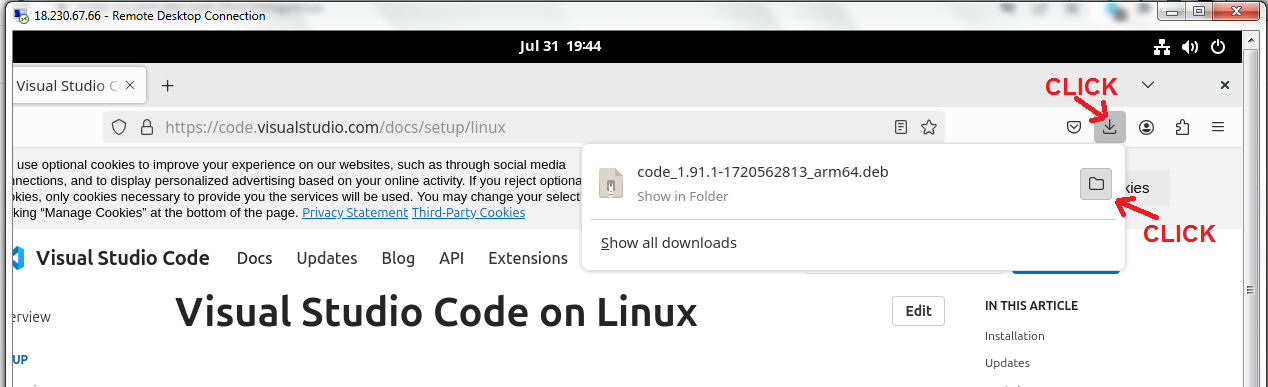 18.230.67.66 - Remote Desktop Connection
Jul 31 19:44
Visual Studio
CLICK
https://code.visualstudio.com/docs/setup/linux
use optional cookies to improve your experience on our websites, such as through social media
nnections, and to display personalized advertising based on your online activity. If you reject optiona
okies, only cookies necessary to provide you the services will be used. You may change your select
king “Manage Cookies” at the bottom of the page. Privacy Statement Third-Party Cookies
code_1.91.1-1720562813_arm64.deb
Show in Folder
kies
CLICK
Show all downloads
Visual Studio Code Docs Updates Blog API Extensions
Visual Studio Code on Linux
Edit
IN THIS ARTICLE
erview
Installation
UP
Updates